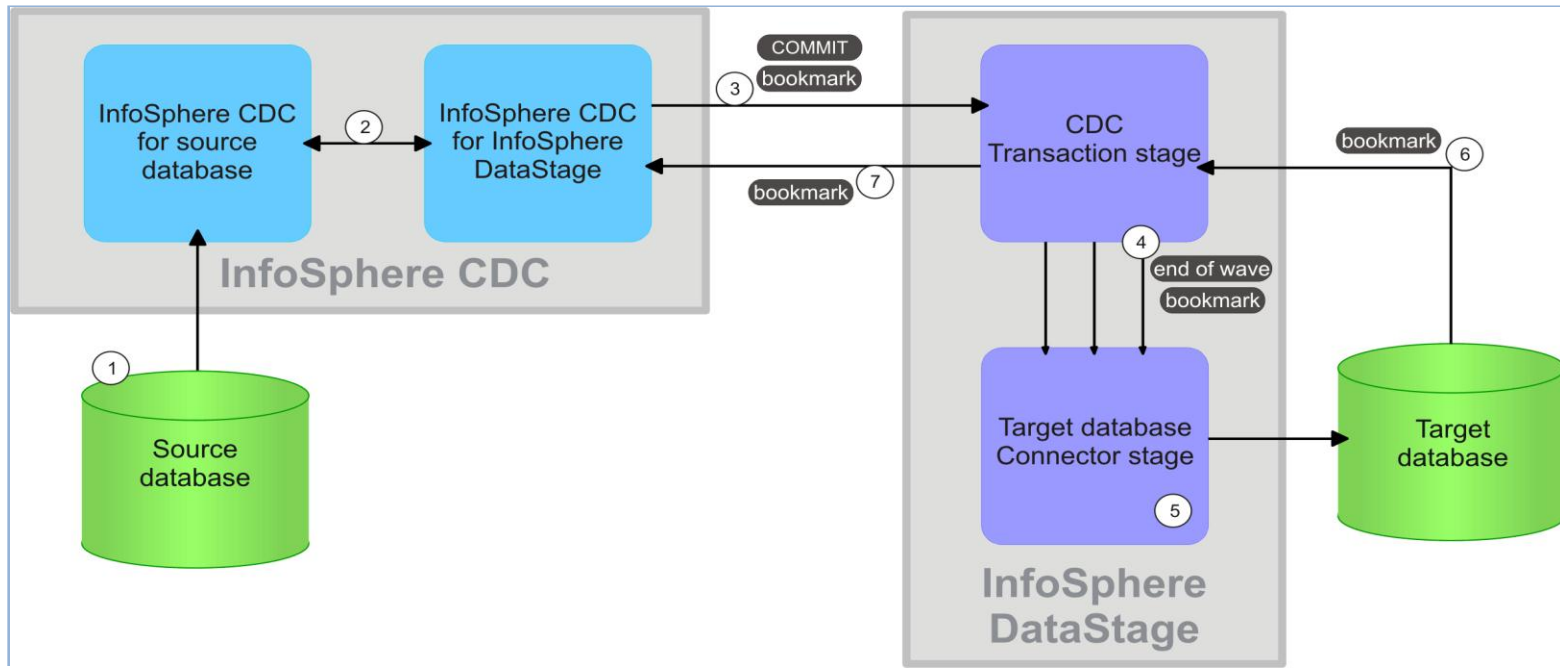 InfoSphere CDC
for source
database
2
InfoSphere CDC
for InfoSphere
DataStage
InfoSphere CDC
1
Source
database
COMMIT
bookmark
3
7
bookmark
CDC
Transaction stage
4
end of wave
bookmark
Target database
Connector stage
5
InfoSphere
DataStage
bookmark
6
Target
database